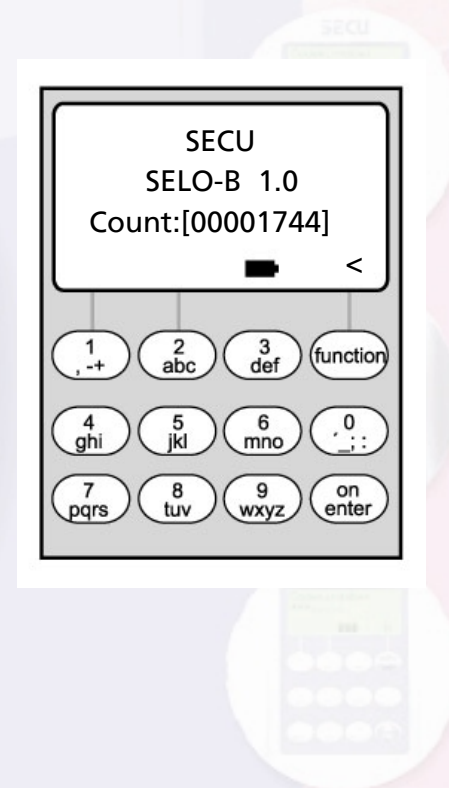 SECU
SECU
SELO-B 1.0
Count:[00001744]
<
1 2 3 function
, -+ abc def
4 5 6 0
ghi jkl mno ´_; :
7 8 9 on
pqrs tuv wxyz enter